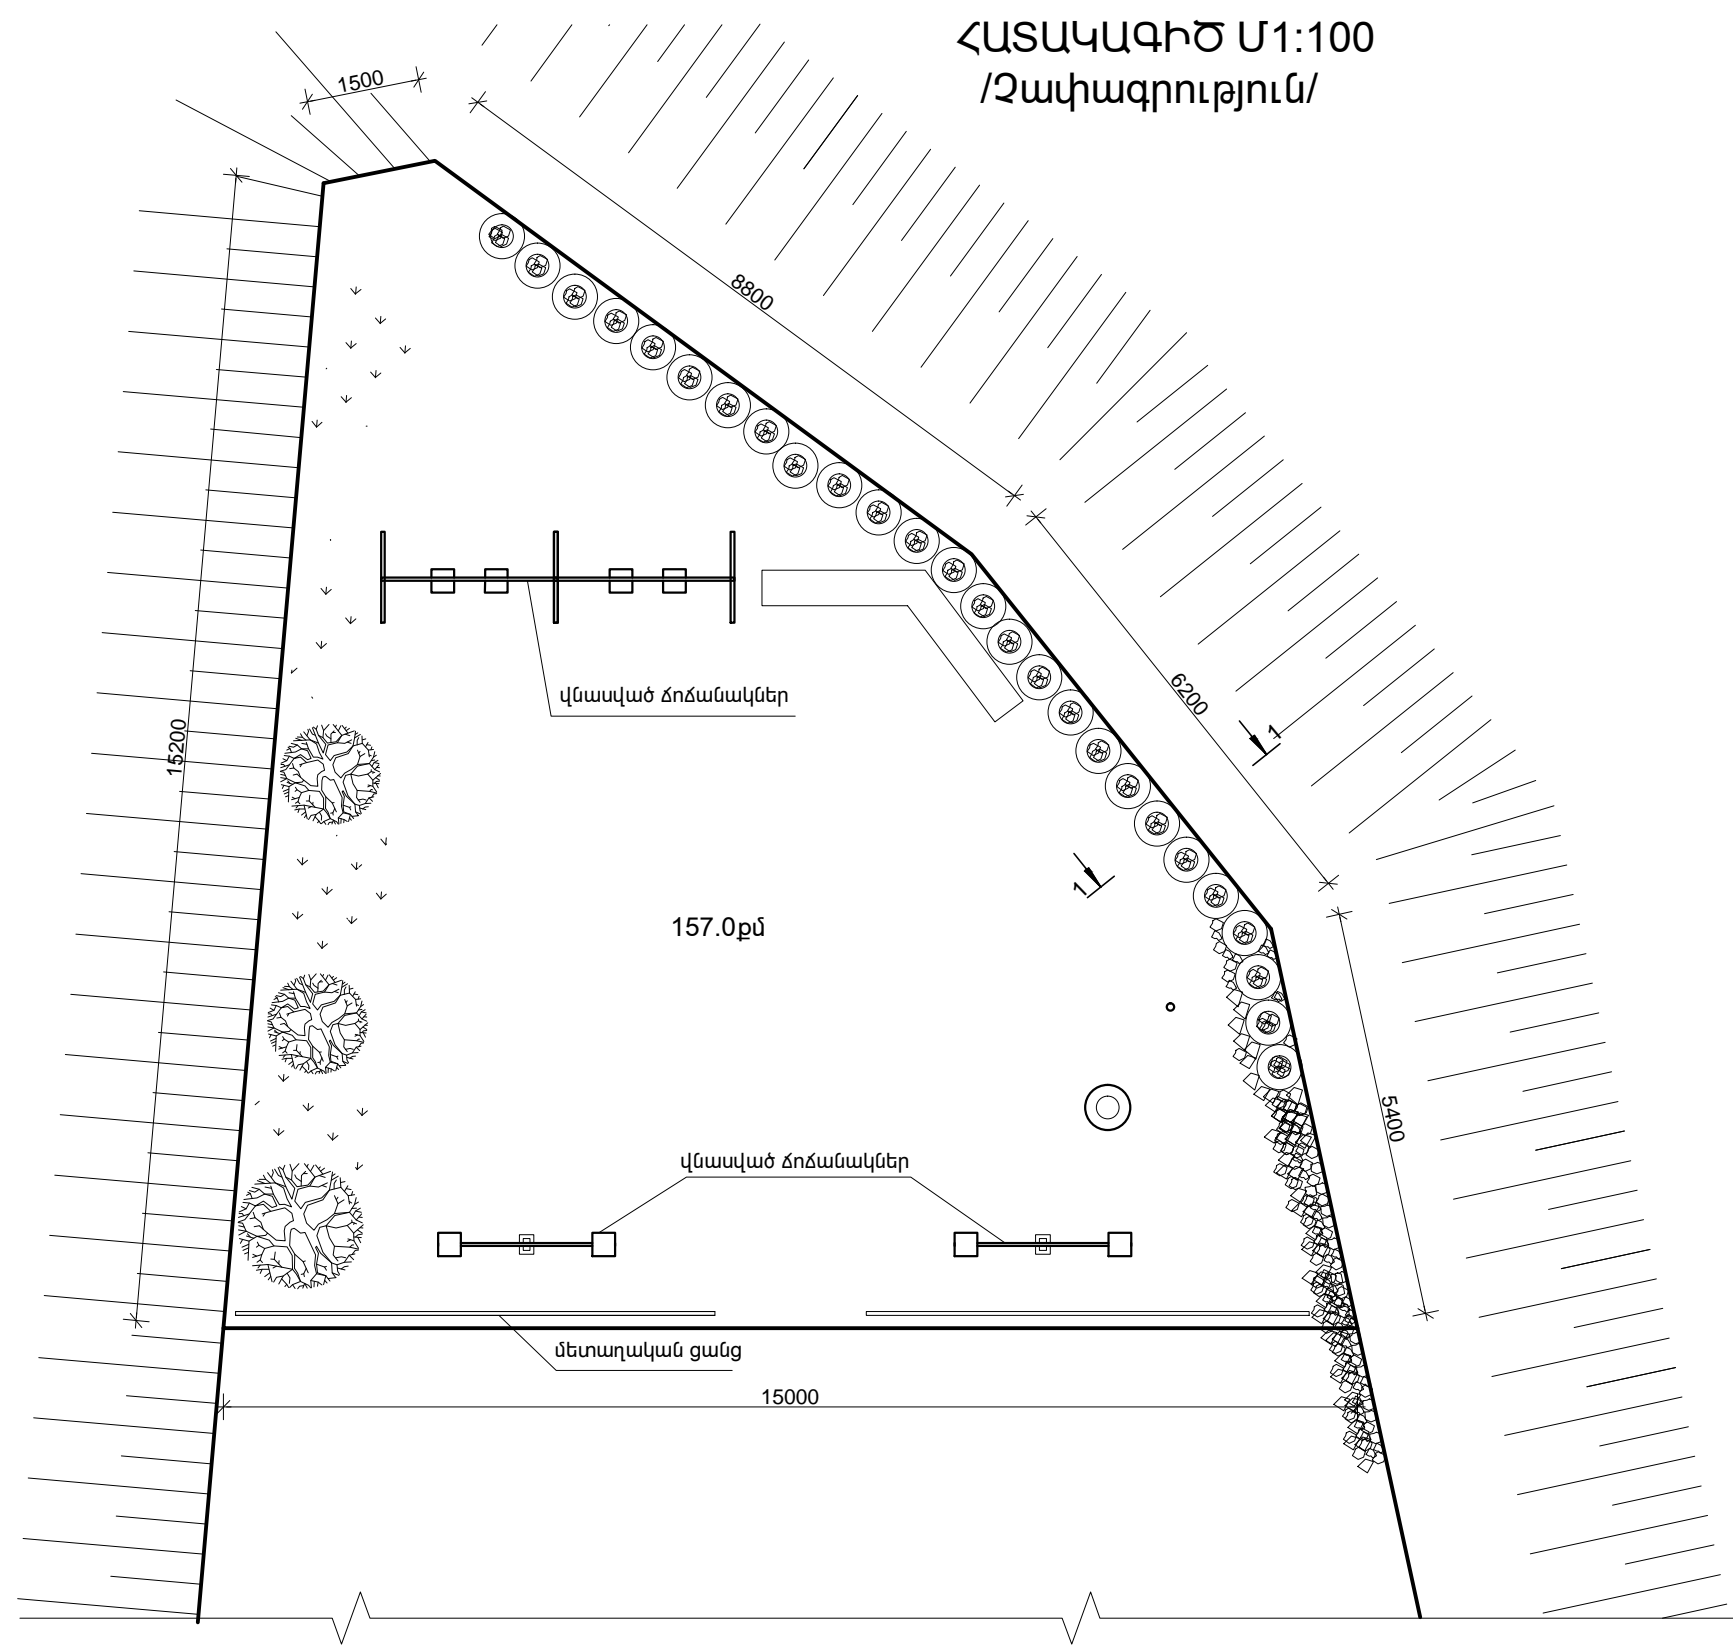 ՀԱՏԱԿԱԳԻԾ Մ1:100
/Չափագրություն/
1500
8800
6200
15200
վնասված ճոճանակներ
1
1
157.0քմ
5400
վնասված ճոճանակներ
մետաղական ցանց
15000